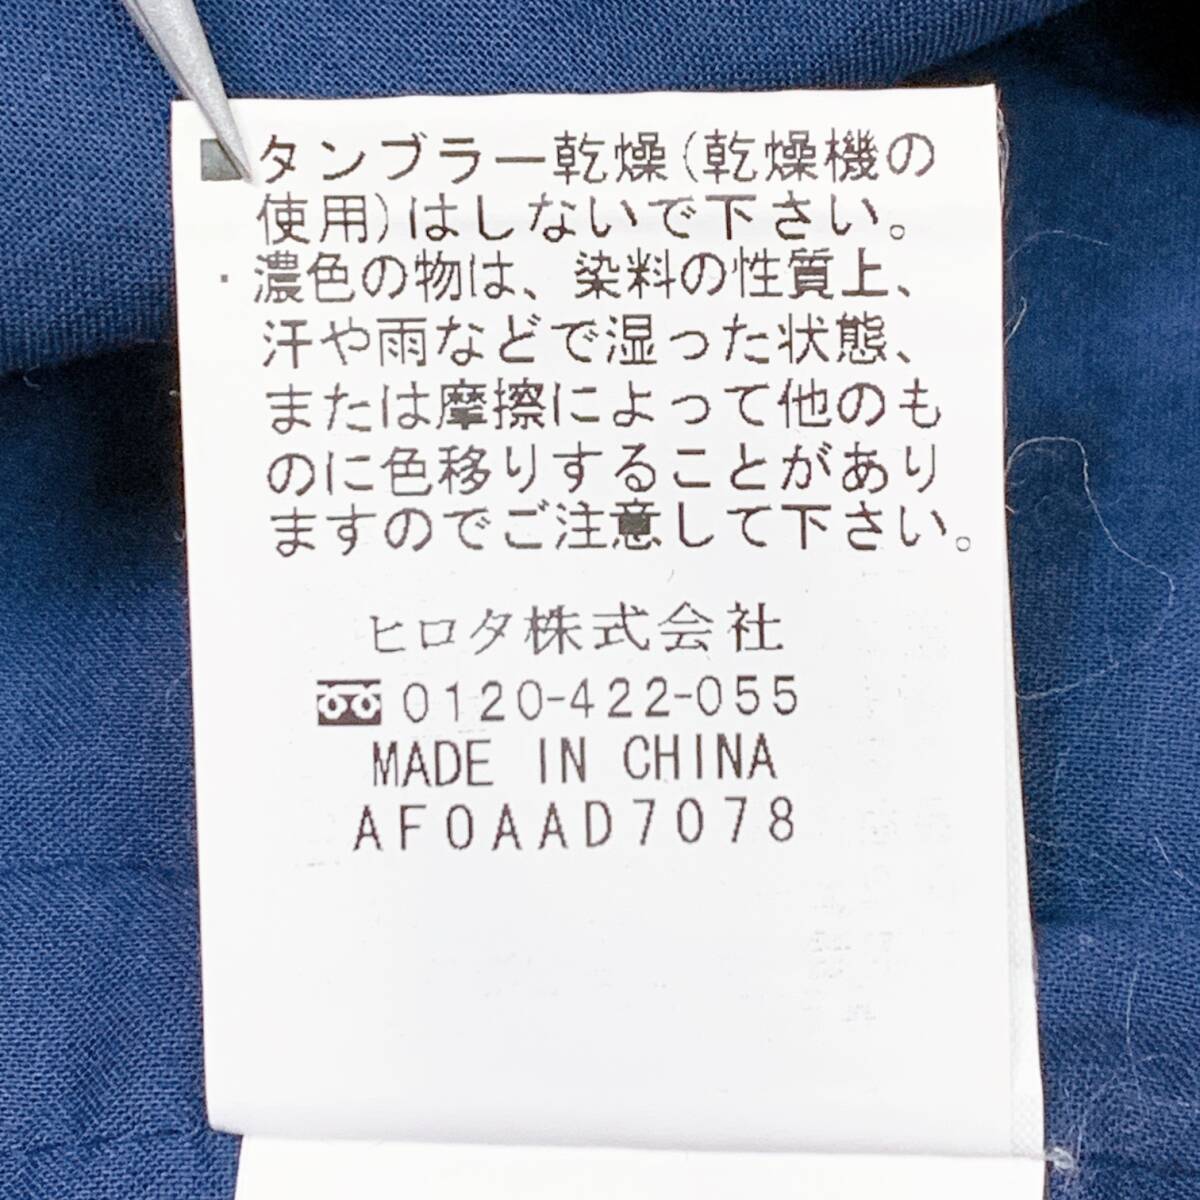 ■タンブラー乾燥(乾燥機の
使用)はしないで下さい。
・濃色の物は、染料の性質上、
汗や雨などで湿った状態、
または摩擦によって他のも
のに色移りすることがあり
ますのでご注意して下さい。
ヒロタ株式会社
0120-422-055
MADE IN CHINA
AF0AAD7078